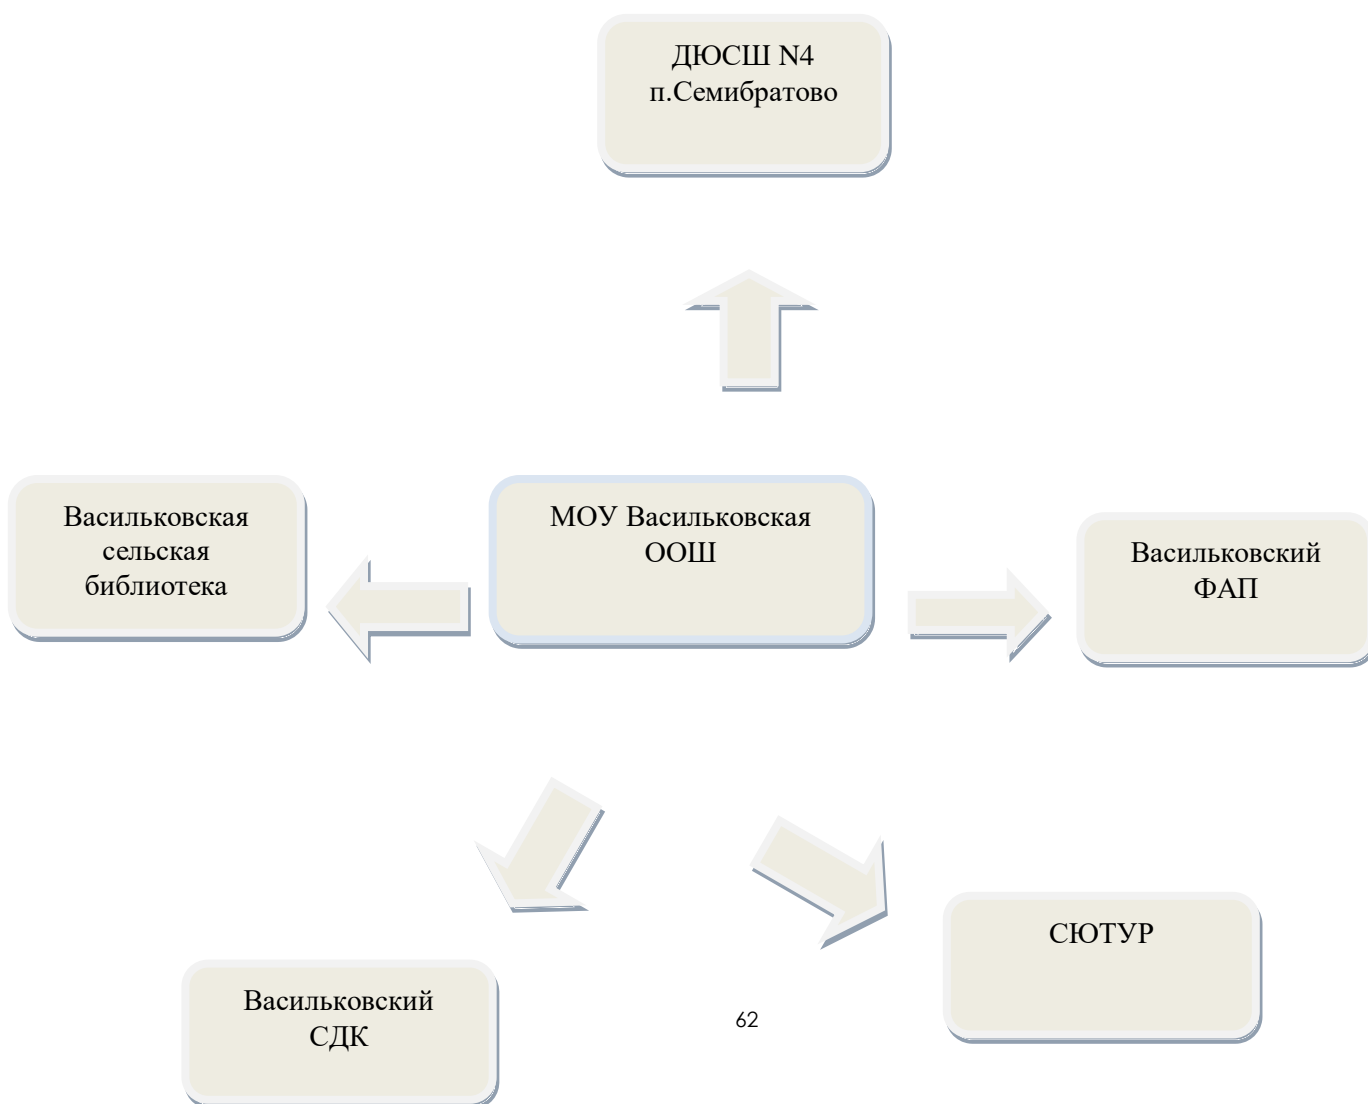 ДЮСШ N4
п.Семибратово
Васильковская
сельская
библиотека
МОУ Васильковская
ООШ
Васильковский
ФАП
СЮТУР
Васильковский
СДК
62